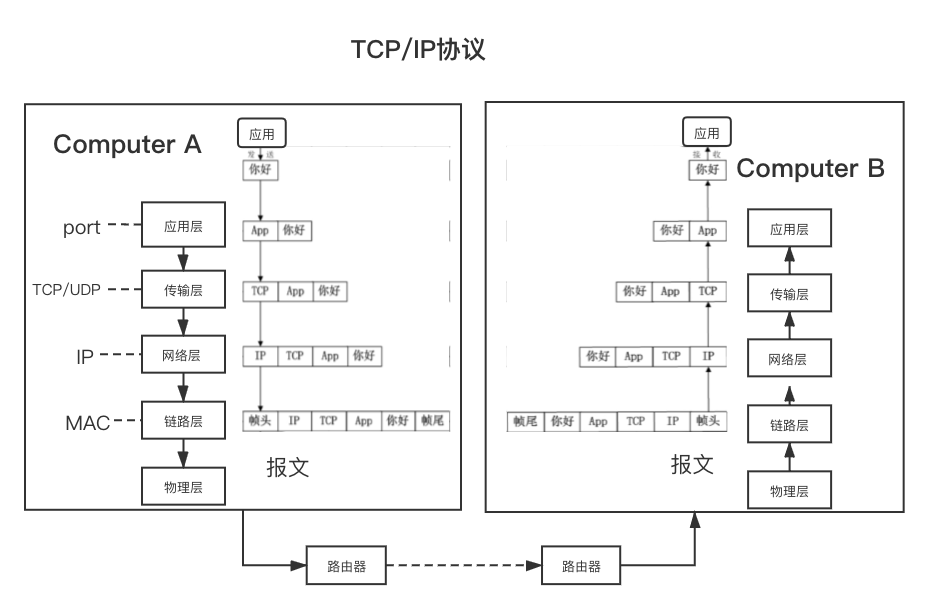 TCP/IP协议
Computer A
应用
发 送
你好
port
应用层
App 你好
TCP/UDP
传输层
TCP App 你好
IP
网络层
IP TCP App 你好
MAC
链路层
帧头 IP TCP App 你好 帧尾
物理层
报文
应用
接 收
你好
Computer B
你好 App
应用层
你好 App TCP
传输层
你好 App TCP IP
网络层
帧尾 你好 App TCP IP 帧头
链路层
报文
物理层
路由器
路由器